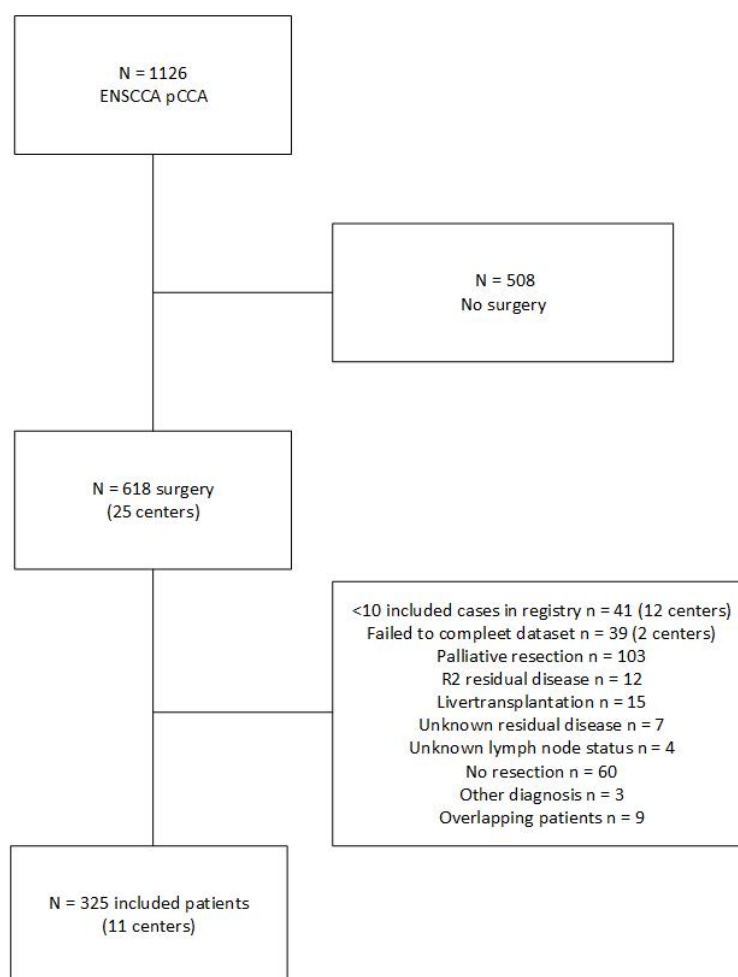 N = 1126
ENSCCA pCCA
N = 508
No surgery
N = 618 surgery
(25 centers)
<10 included cases in registry n = 41 (12 centers)
Failed to compleet dataset n = 39 (2 centers)
Palliative resection n = 103
R2 residual disease n = 12
Livertransplantation n = 15
Unknown residual disease n = 7
Unknown lymph node status n = 4
No resection n = 60
Other diagnosis n = 3
Overlapping patients n = 9
N = 325 included patients
(11 centers)